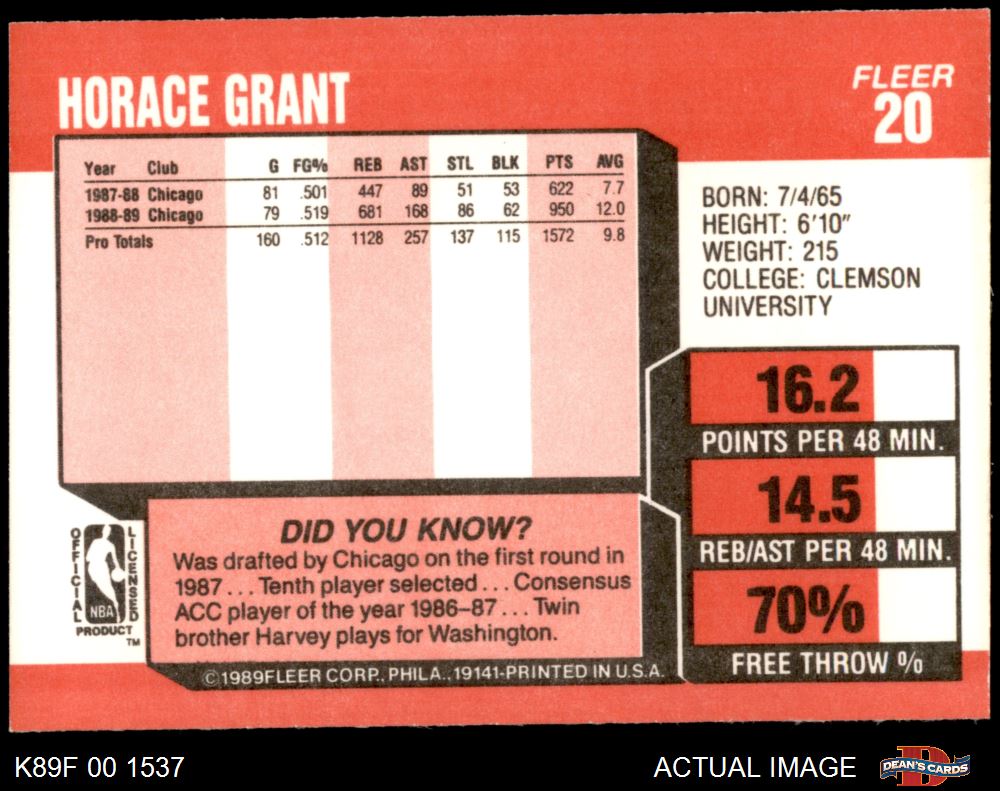 HORACE GRANT
FLEER
20
Year Club G FG% REB AST STL BLK PTS AVG
1987-88 Chicago 81 .501 447 89 51 53 622 7.7
1988-89 Chicago 79 .519 681 168 86 62 950 12.0
Pro Totals 160 .512 1128 257 137 115 1572 9.8
BORN: 7/4/65
HEIGHT: 6'10"
WEIGHT: 215
COLLEGE: CLEMSON
UNIVERSITY
16.2
POINTS PER 48 MIN.
14.5
REB/AST PER 48 MIN.
70%
FREE THROW %
DID YOU KNOW?
Was drafted by Chicago on the first round in
1987... Tenth player selected... Consensus
ACC player of the year 1986–87... Twin
brother Harvey plays for Washington.
OFFICIAL
LICENSED
NBA
PRODUCT
TM
©1989FLEER CORP., PHILA., 19141-PRINTED IN U.S.A.
K89F 00 1537
ACTUAL IMAGE
D
DEAN'S CARDS